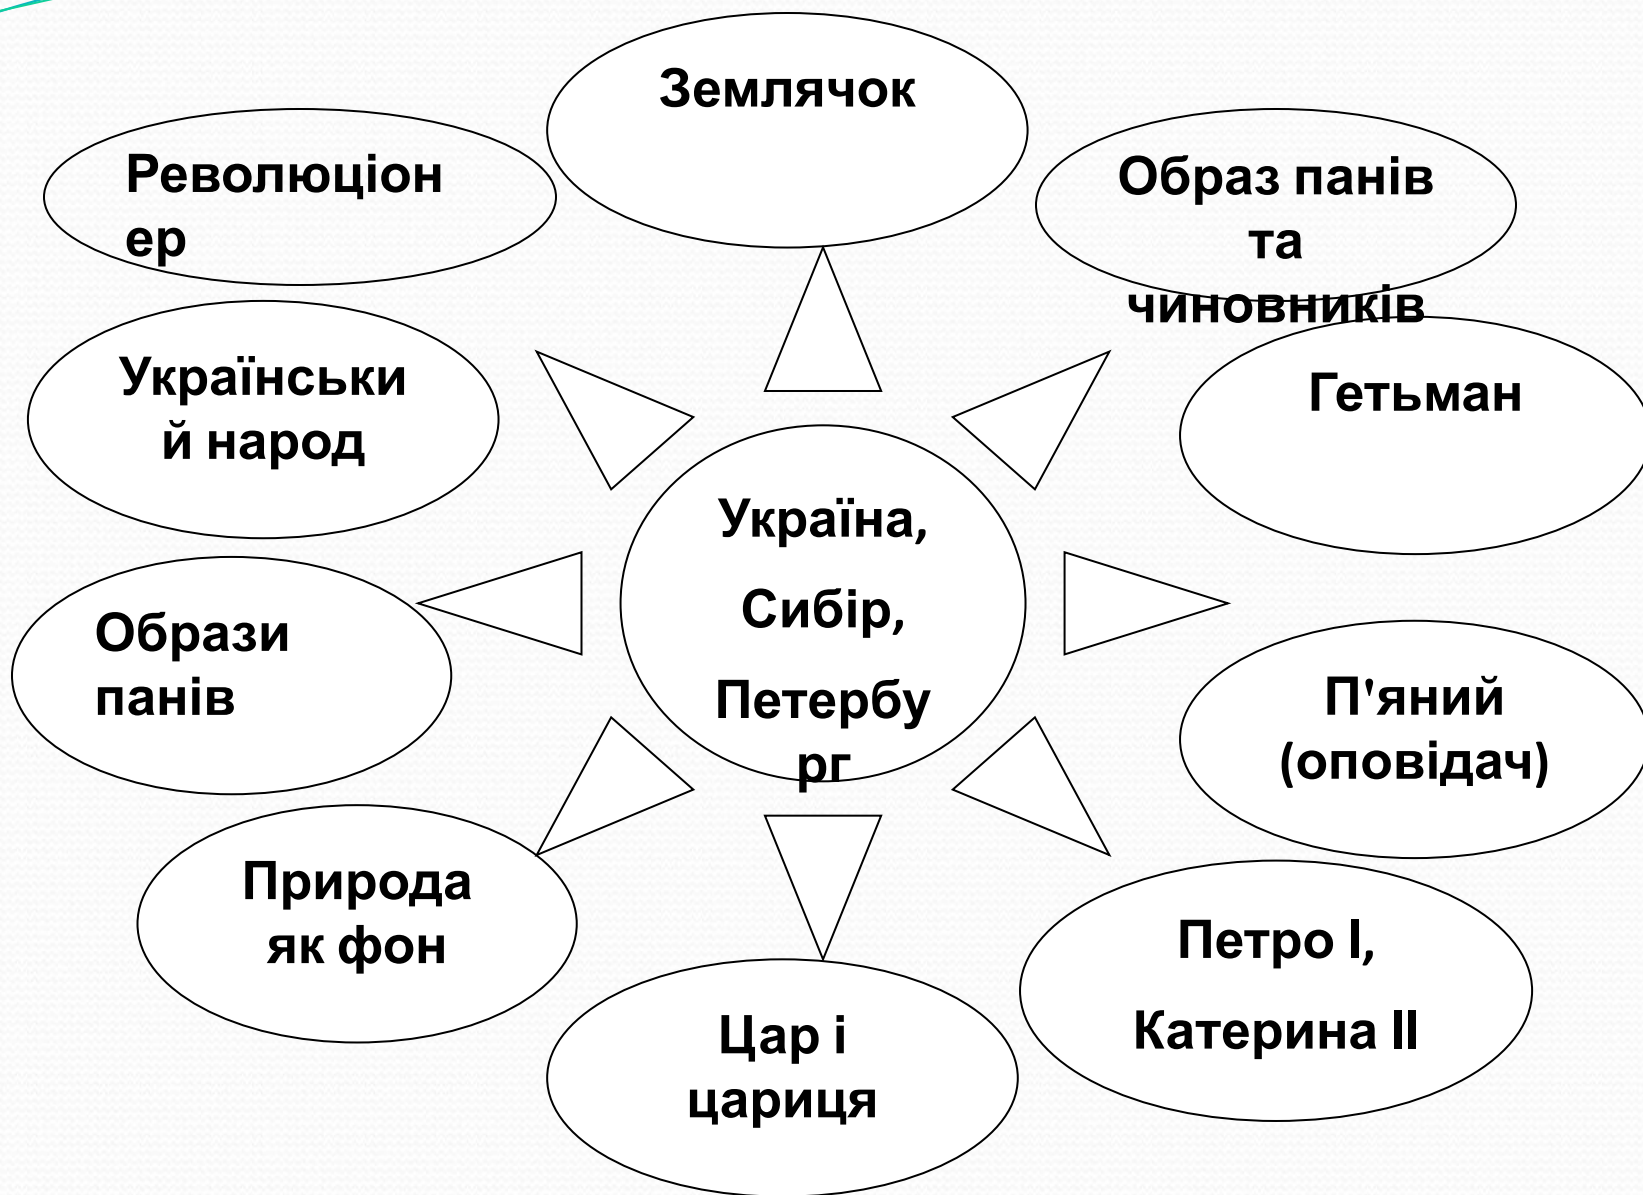 Землячок
Революціон
ер
Образ панів
та
чиновників
Українськи
й народ
Гетьман
Україна,
Сибір,
Петербу
рг
Образи
панів
П'яний
(оповідач)
Природа
як фон
Петро І,
Катерина ІІ
Цар і
цариця